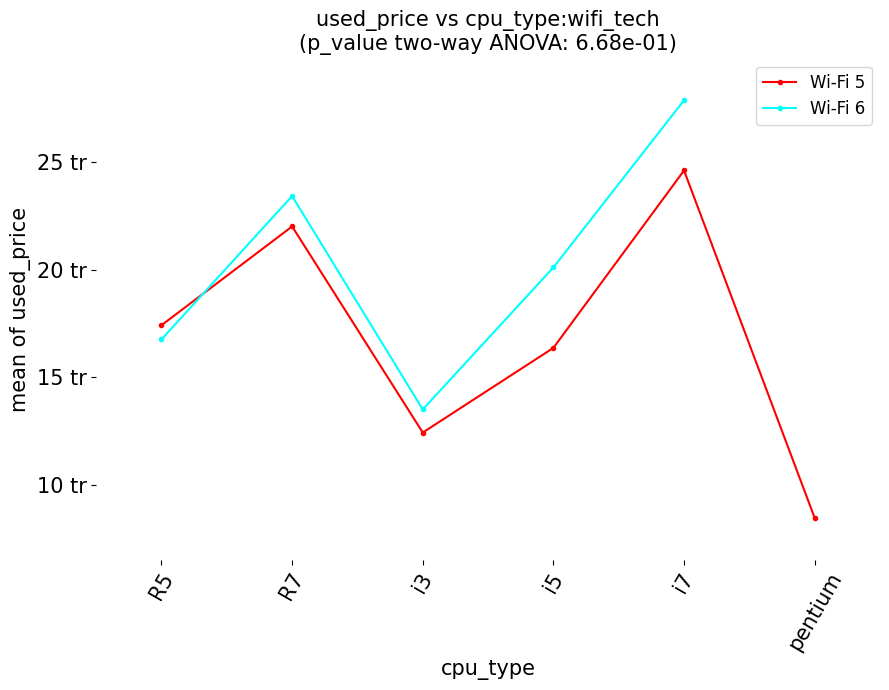 used_price vs cpu_type:wifi_tech
(p_value two-way ANOVA: 6.68e-01)
Wi-Fi 5
Wi-Fi 6
25 tr
20 tr
15 tr
10 tr
mean of used_price
R5
R7
i3
i5
i7
pentium
cpu_type